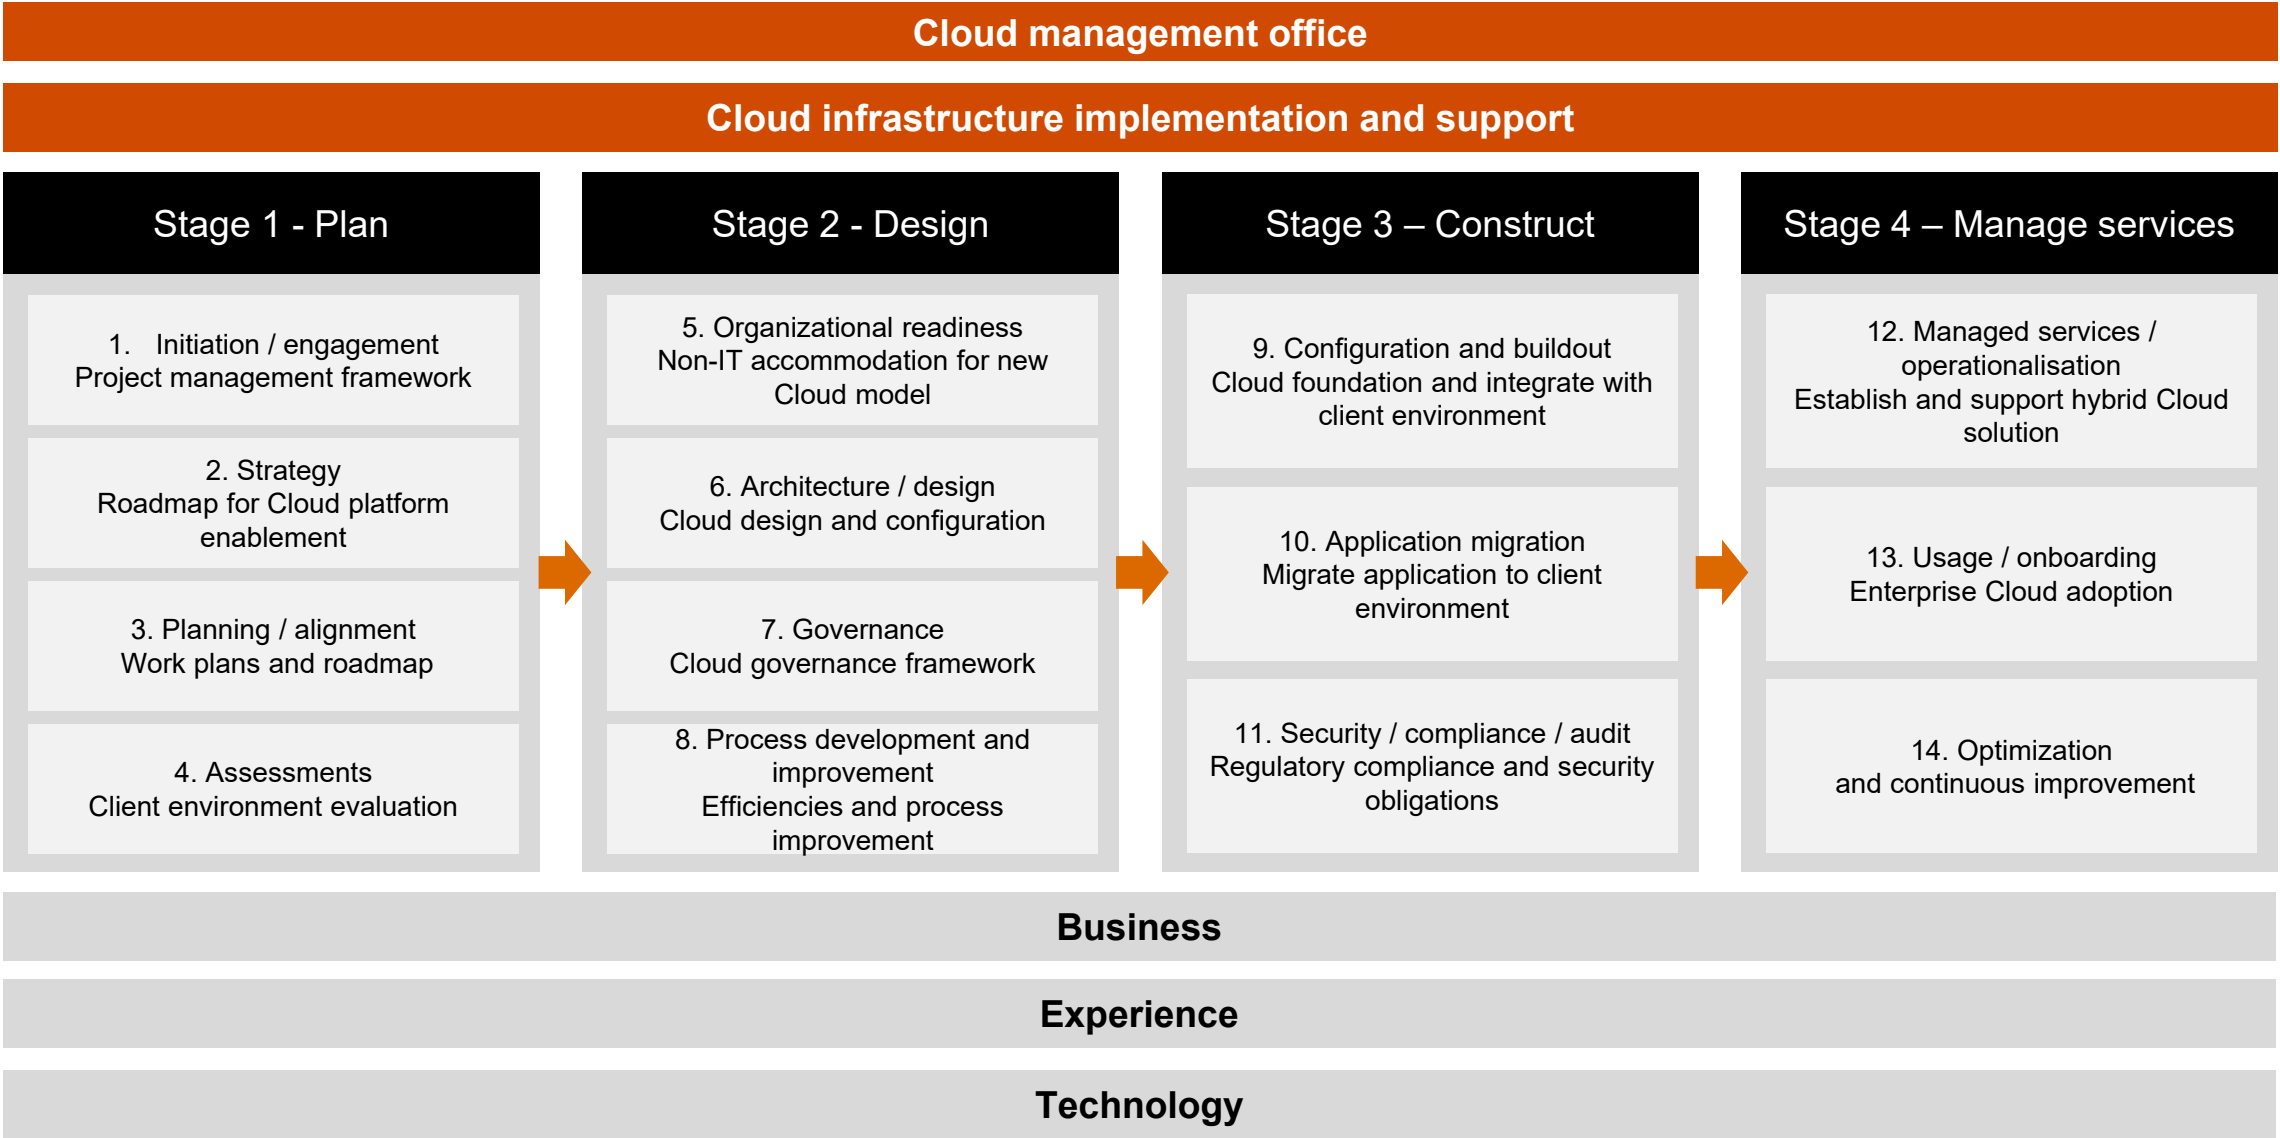 Cloud management office
Cloud infrastructure implementation and support
Stage 1 - Plan
1. Initiation / engagement
Project management framework
2. Strategy
Roadmap for Cloud platform
enablement
3. Planning / alignment
Work plans and roadmap
4. Assessments
Client environment evaluation
Stage 2 - Design
5. Organizational readiness
Non-IT accommodation for new
Cloud model
6. Architecture / design
Cloud design and configuration
7. Governance
Cloud governance framework
8. Process development and
improvement
Efficiencies and process
improvement
Stage 3 – Construct
9. Configuration and buildout
Cloud foundation and integrate with
client environment
10. Application migration
Migrate application to client
environment
11. Security / compliance / audit
Regulatory compliance and security
obligations
Stage 4 – Manage services
12. Managed services /
operationalisation
Establish and support hybrid Cloud
solution
13. Usage / onboarding
Enterprise Cloud adoption
14. Optimization
and continuous improvement
Business
Experience
Technology